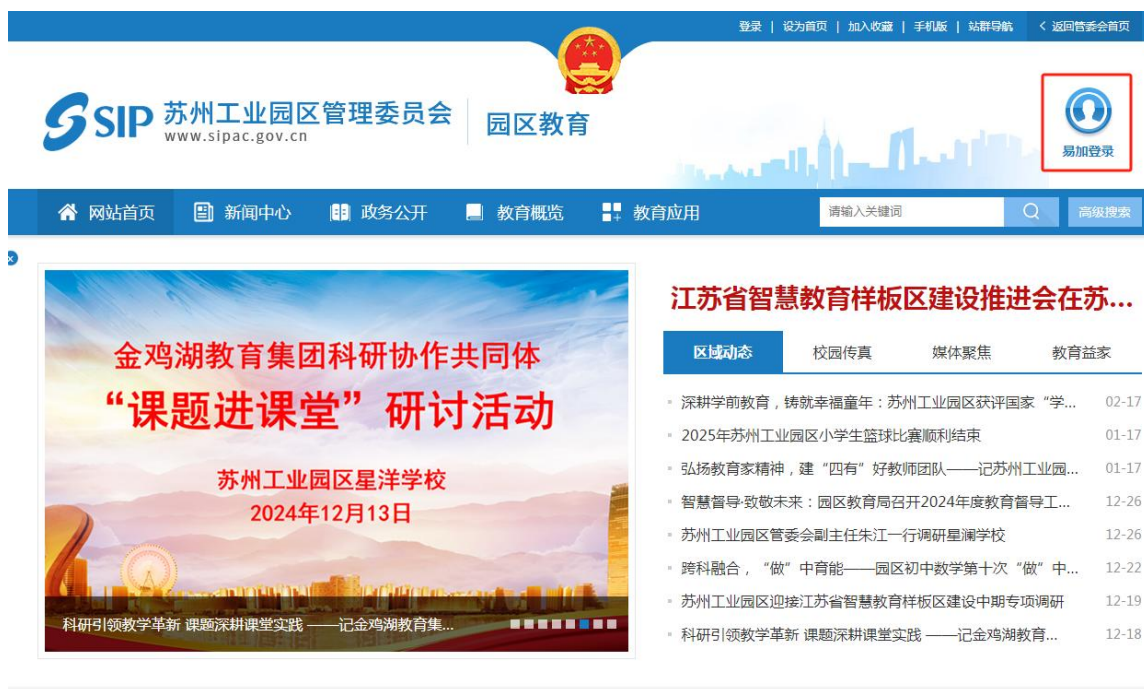 登录 | 设为首页 | 加入收藏 | 手机版 | 站群导航 < 返回管委会首页
SIP 苏州工业园区管理委员会 园区教育
www.sipac.gov.cn
易加登录
网站首页 新闻中心 政务公开 教育概览 教育应用 请输入关键词 高级搜索
金鸡湖教育集团科研协作共同体
“课题进课堂”研讨活动
苏州工业园区星洋学校
2024年12月13日
科研引领教学革新 课题深耕课堂实践 ——记金鸡湖教育集...
江苏省智慧教育样板区建设推进会在苏...
区域动态 校园传真 媒体聚焦 教育益家
深耕学前教育，铸就幸福童年：苏州工业园区获评国家“学... 02-17
2025年苏州工业园区小学生篮球比赛顺利结束 01-17
弘扬教育家精神，建“四有”好教师团队——记苏州工业园... 01-17
智慧督导·致敬未来：园区教育局召开2024年度教育督导工... 12-26
苏州工业园区管委会副主任朱江一行调研星澜学校 12-26
跨科融合，“做”中育能——园区初中数学第十次“做”中... 12-22
苏州工业园区迎接江苏省智慧教育样板区建设中期专项调研 12-19
科研引领教学革新 课题深耕课堂实践 ——记金鸡湖教育... 12-18